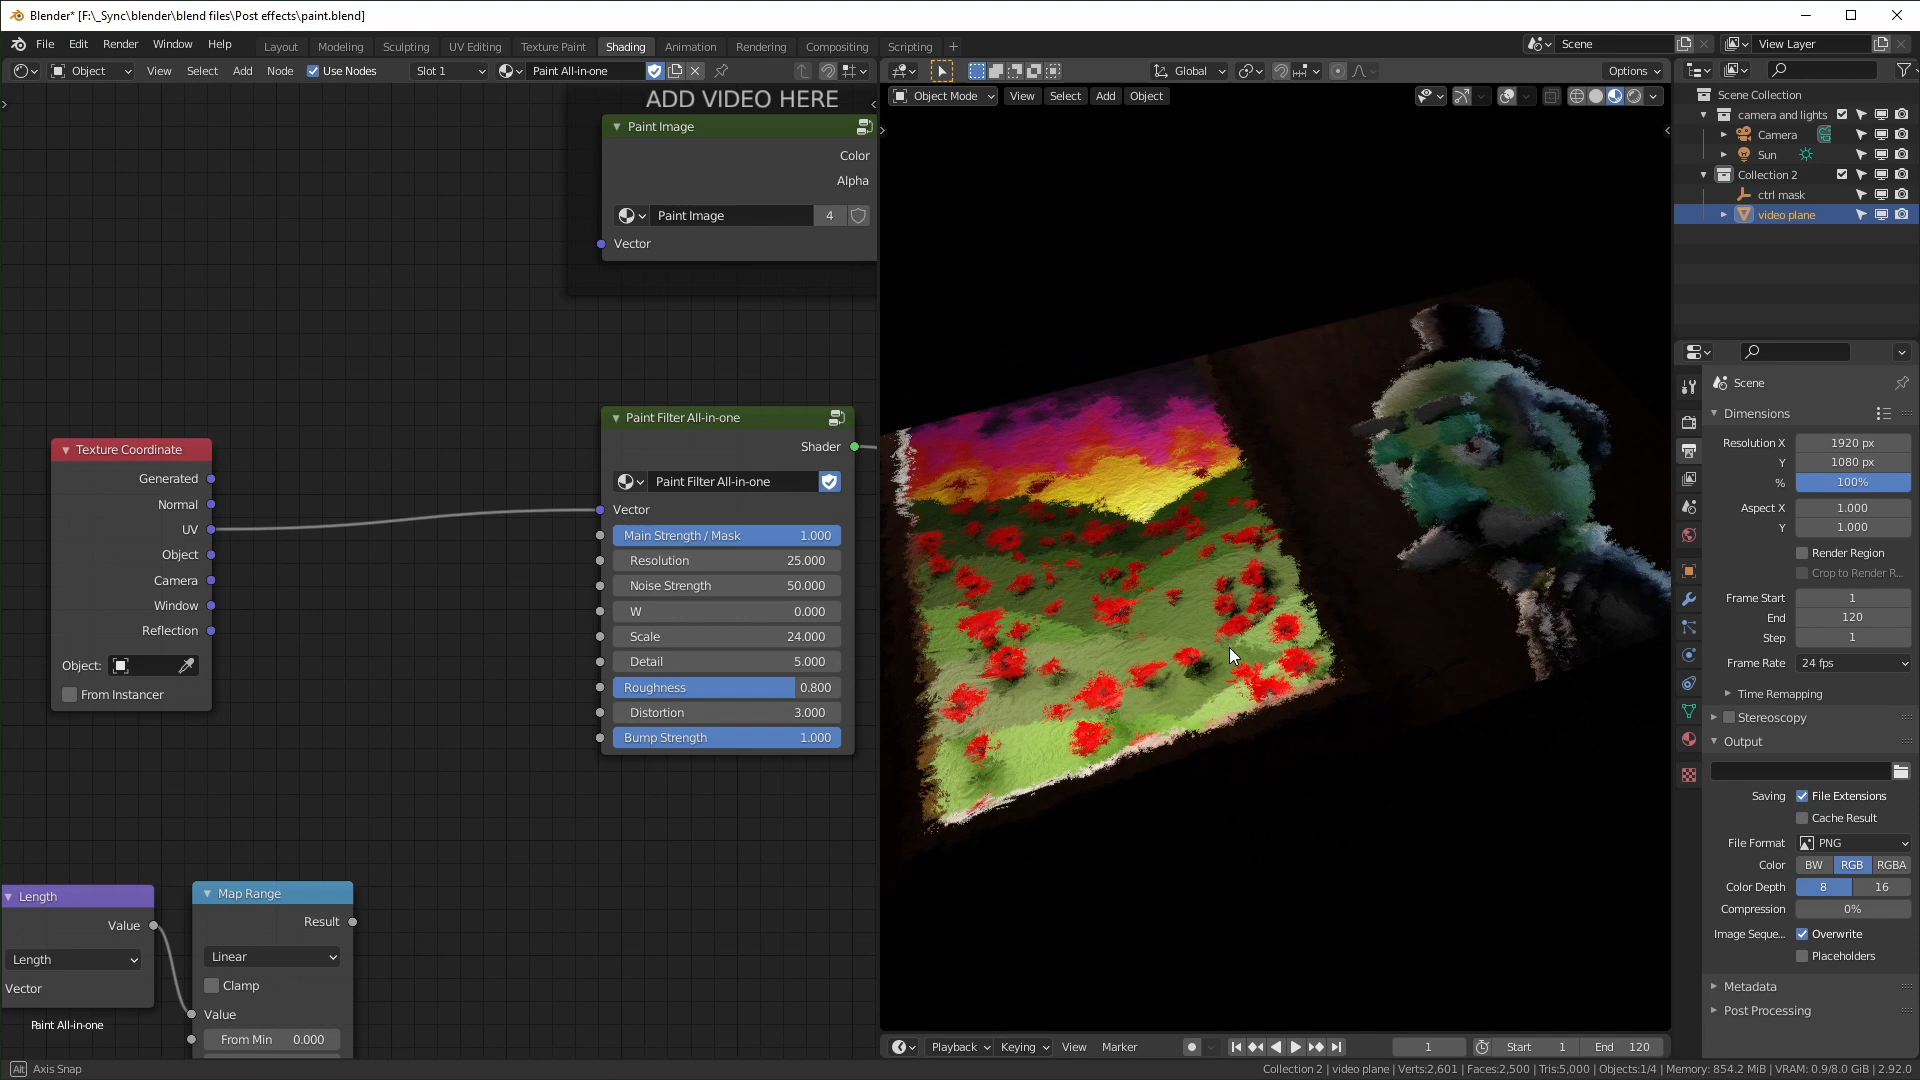 Blender* [F:\_Sync\blender\blend files\Post effects\paint.blend]
File Edit Render Window Help Layout Modeling Sculpting UV Editing Texture Paint Shading Animation Rendering Compositing Scripting + Scene View Layer
Object View Select Add Node Use Nodes Slot 1 Paint All-in-one Global Options
Object Mode View Select Add Object
ADD VIDEO HERE
Paint Image
Color
Alpha
Paint Image 4
Vector
Paint Filter All-in-one
Shader
Paint Filter All-in-one
Vector
Main Strength / Mask 1.000
Resolution 25.000
Noise Strength 50.000
W 0.000
Scale 24.000
Detail 5.000
Roughness 0.800
Distortion 3.000
Bump Strength 1.000
Texture Coordinate
Generated
Normal
UV
Object
Camera
Window
Reflection
Object:
From Instancer
Length
Value
Length
Vector
Paint All-in-one
Map Range
Result
Linear
Clamp
Value
From Min 0.000
Scene Collection
camera and lights
Camera
Sun
Collection 2
ctrl mask
video plane
Scene
Dimensions
Resolution X 1920 px
Y 1080 px
% 100%
Aspect X 1.000
Y 1.000
Render Region
Crop to Render R...
Frame Start 1
End 120
Step 1
Frame Rate 24 fps
Time Remapping
Stereoscopy
Output
Saving File Extensions
Cache Result
File Format PNG
Color BW RGB RGBA
Color Depth 8 16
Compression 0%
Image Seque... Overwrite
Placeholders
Metadata
Post Processing
Playback Keying View Marker 1 Start 1 End 120
Alt Axis Snap
Collection 2 | video plane | Verts:2,601 | Faces:2,500 | Tris:5,000 | Objects:1/4 | Memory: 854.2 MiB | VRAM: 0.9/8.0 GiB | 2.92.0